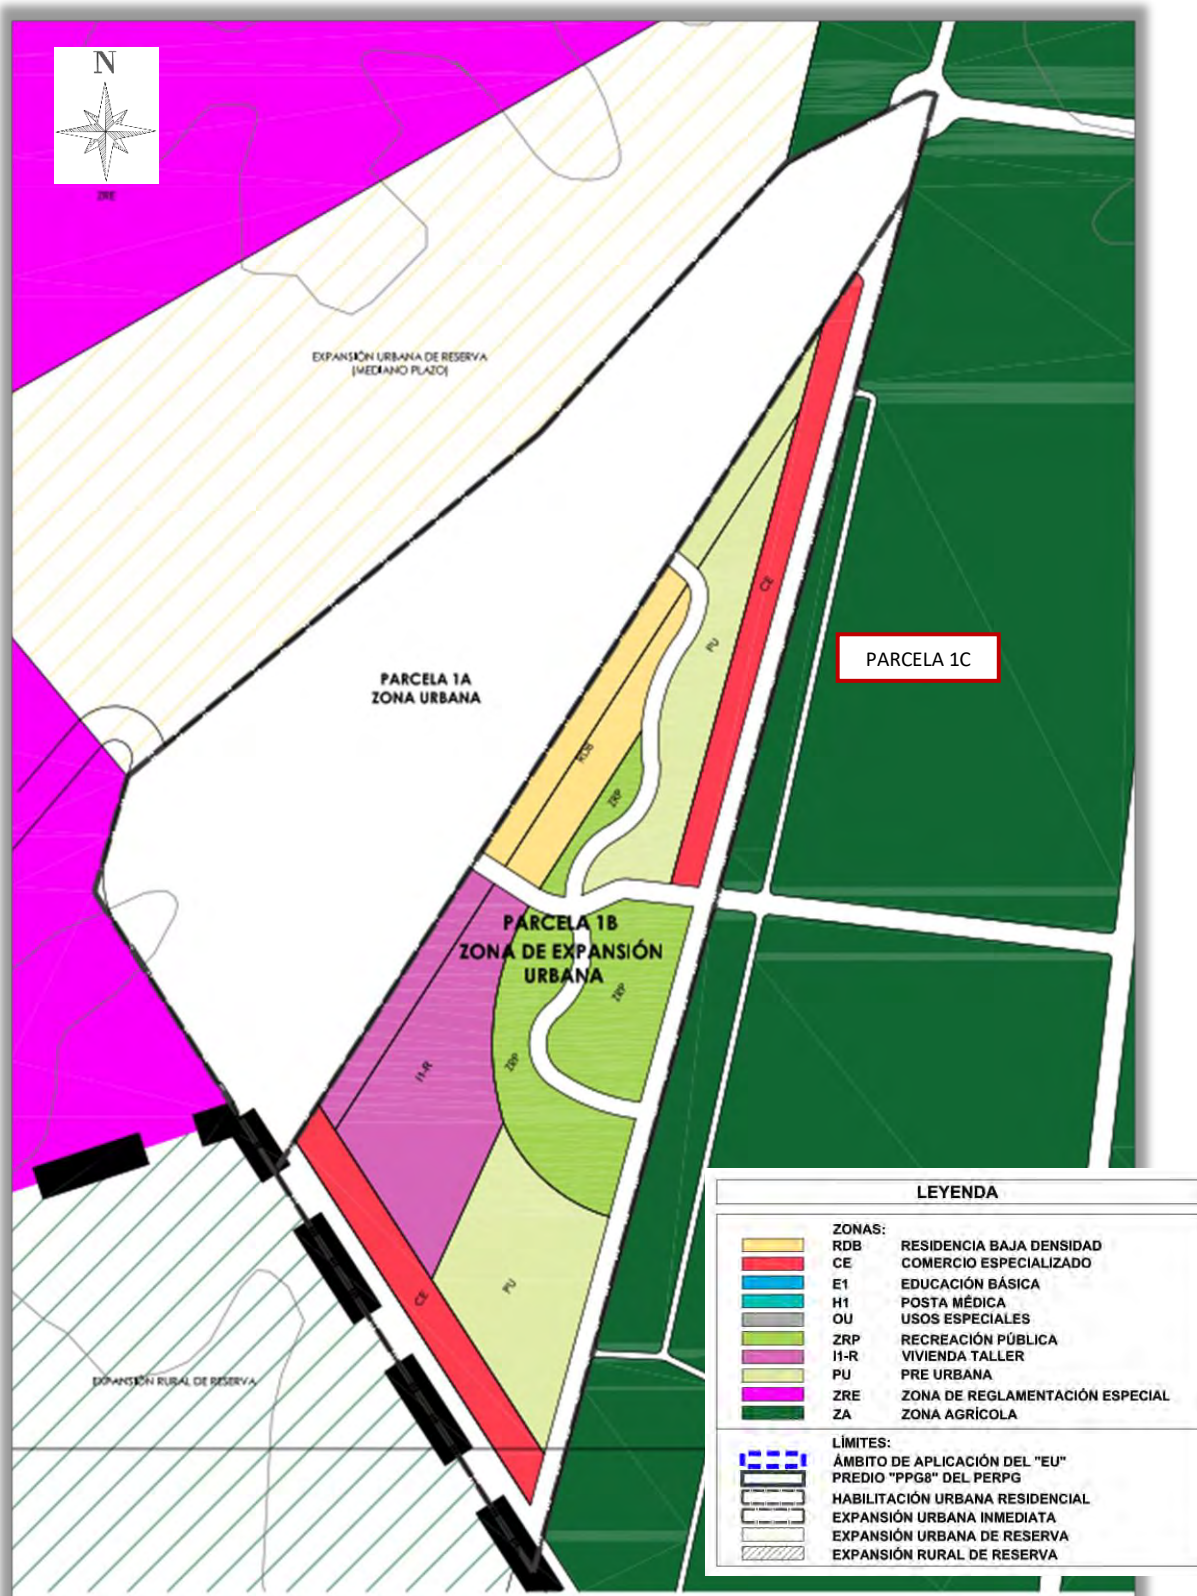 N
ZRE
EXPANSIÓN URBANA DE RESERVA
(MEDIANO PLAZO)
CE
PU
PARCELA 1C
PARCELA 1A
ZONA URBANA
RDB
ZRP
PARCELA 1B
ZONA DE EXPANSIÓN
URBANA
ZRP
ZRP
I1-R
PU
CE
EXPANSIÓN RURAL DE RESERVA
LEYENDA
ZONAS:
RDB RESIDENCIA BAJA DENSIDAD
CE COMERCIO ESPECIALIZADO
E1 EDUCACIÓN BÁSICA
H1 POSTA MÉDICA
OU USOS ESPECIALES
ZRP RECREACIÓN PÚBLICA
I1-R VIVIENDA TALLER
PU PRE URBANA
ZRE ZONA DE REGLAMENTACIÓN ESPECIAL
ZA ZONA AGRÍCOLA
LÍMITES:
ÁMBITO DE APLICACIÓN DEL "EU"
PREDIO "PPG8" DEL PERPG
HABILITACIÓN URBANA RESIDENCIAL
EXPANSIÓN URBANA INMEDIATA
EXPANSIÓN URBANA DE RESERVA
EXPANSIÓN RURAL DE RESERVA